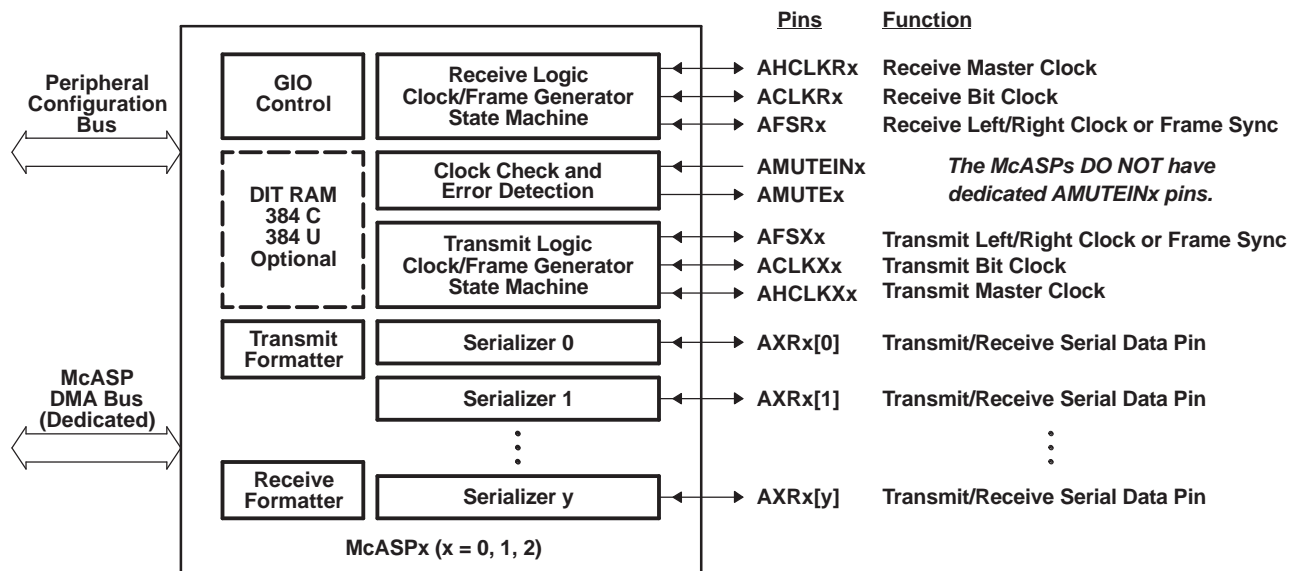 Pins Function
Peripheral
Configuration
Bus
GIO
Control
Receive Logic
Clock/Frame Generator
State Machine
AHCLKRx Receive Master Clock
ACLKRx Receive Bit Clock
AFSRx Receive Left/Right Clock or Frame Sync
DIT RAM
384 C
384 U
Optional
Clock Check and
Error Detection
AMUTEINx
AMUTEx
The McASPs DO NOT have
dedicated AMUTEINx pins.
Transmit Logic
Clock/Frame Generator
State Machine
AFSXx Transmit Left/Right Clock or Frame Sync
ACLKXx Transmit Bit Clock
AHCLKXx Transmit Master Clock
Transmit
Formatter
Serializer 0
AXRx[0] Transmit/Receive Serial Data Pin
McASP
DMA Bus
(Dedicated)
Serializer 1
AXRx[1] Transmit/Receive Serial Data Pin
Receive
Formatter
Serializer y
AXRx[y] Transmit/Receive Serial Data Pin
McASPx (x = 0, 1, 2)